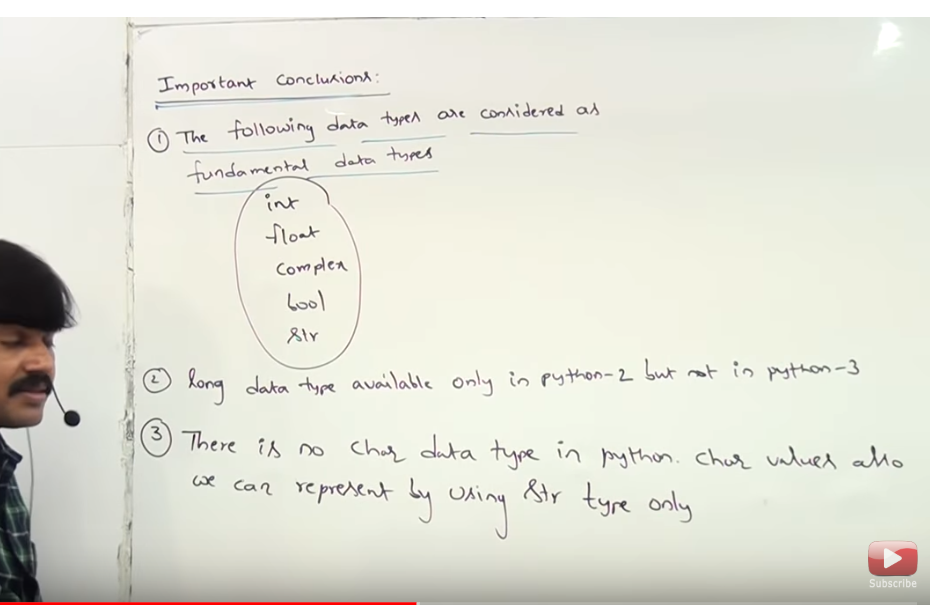 Important Conclusions:
① The following data types are considered as
fundamental data types
int
float
complex
bool
str
② long data type available only in python-2 but not in python-3
③ There is no char data type in python. char values also
we can represent by using str type only
Subscribe